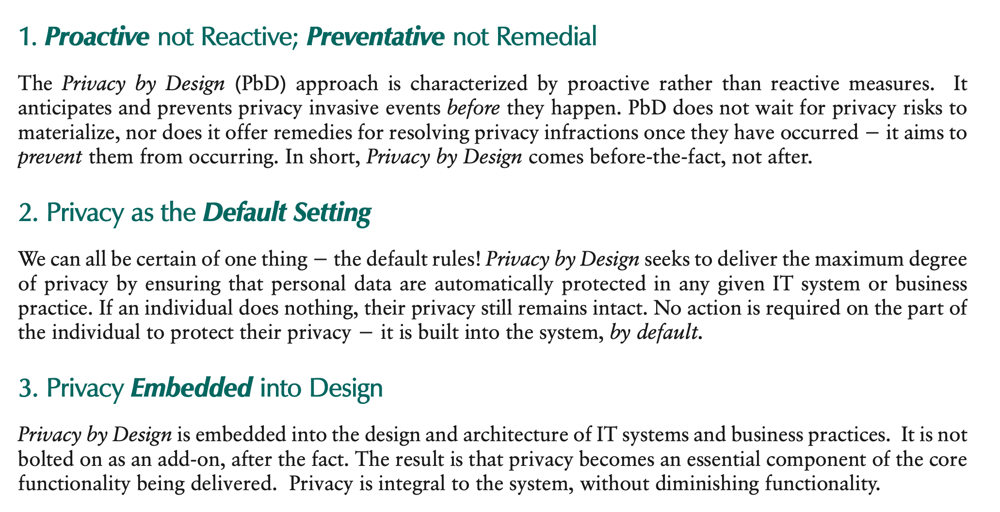 1. Proactive not Reactive; Preventative not Remedial
The Privacy by Design (PbD) approach is characterized by proactive rather than reactive measures.  It
anticipates and prevents privacy invasive events before they happen. PbD does not wait for privacy risks to
materialize, nor does it offer remedies for resolving privacy infractions once they have occurred – it aims to
prevent them from occurring. In short, Privacy by Design comes before-the-fact, not after.
2. Privacy as the Default Setting
We can all be certain of one thing – the default rules! Privacy by Design seeks to deliver the maximum degree
of privacy by ensuring that personal data are automatically protected in any given IT system or business
practice. If an individual does nothing, their privacy still remains intact. No action is required on the part of
the individual to protect their privacy – it is built into the system, by default.
3. Privacy Embedded into Design
Privacy by Design is embedded into the design and architecture of IT systems and business practices.  It is not
bolted on as an add-on, after the fact. The result is that privacy becomes an essential component of the core
functionality being delivered.  Privacy is integral to the system, without diminishing functionality.